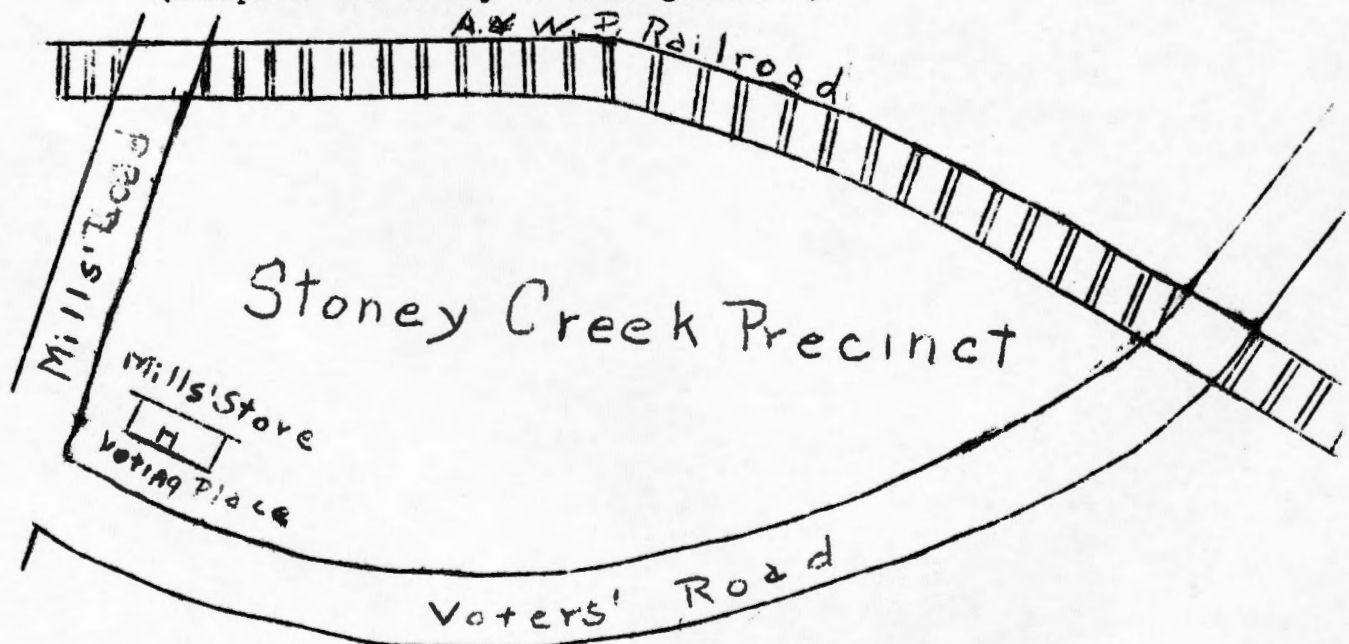 A. & W. P. Railroad
Mills' Road
Stoney Creek Precinct
Mills' Store
M
Voting Place
Voters' Road